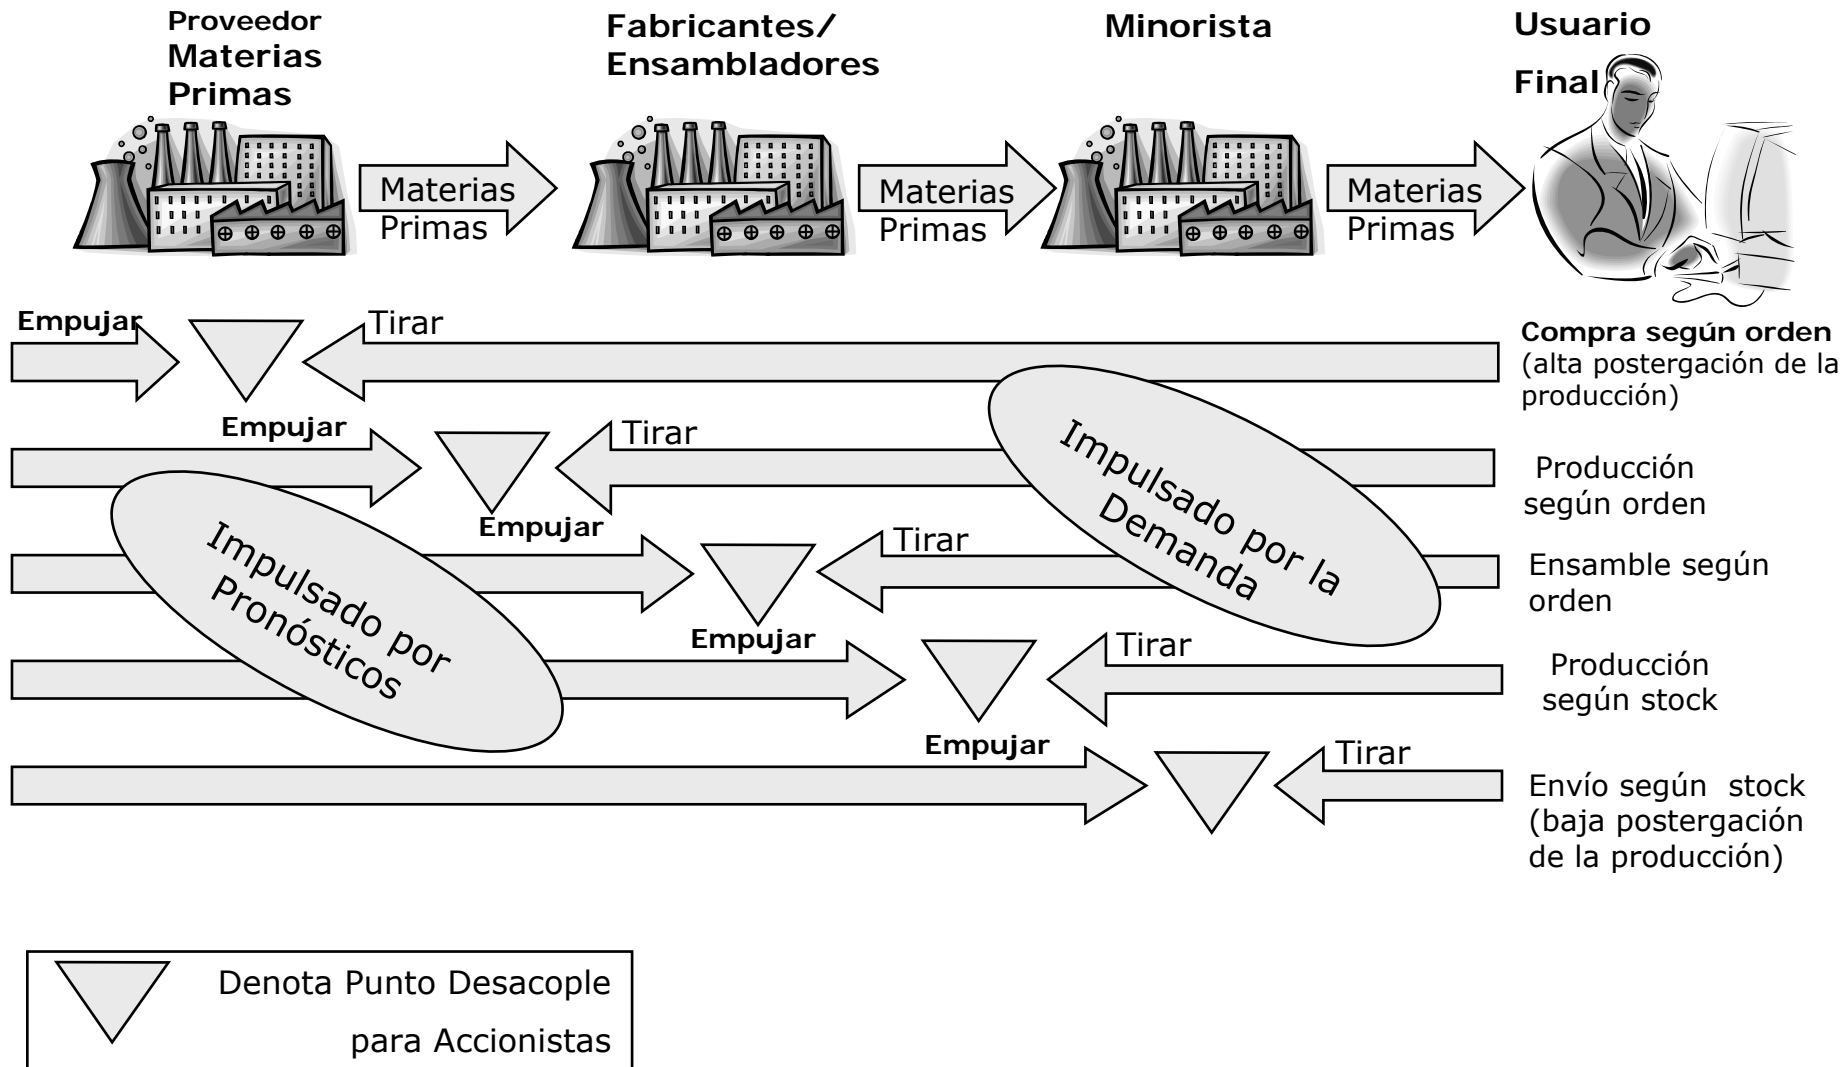 Proveedor
Materias
Primas
Fabricantes/
Ensambladores
Minorista
Usuario
Final
Materias
Primas
Materias
Primas
Materias
Primas
Empujar
Tirar
Compra según orden
(alta postergación de la
producción)
Empujar
Tirar
Producción
según orden
Empujar
Tirar
Ensamble según
orden
Impulsado por
Pronósticos
Impulsado por la
Demanda
Empujar
Tirar
Producción
según stock
Empujar
Tirar
Envío según stock
(baja postergación
de la producción)
Denota Punto Desacople
para Accionistas